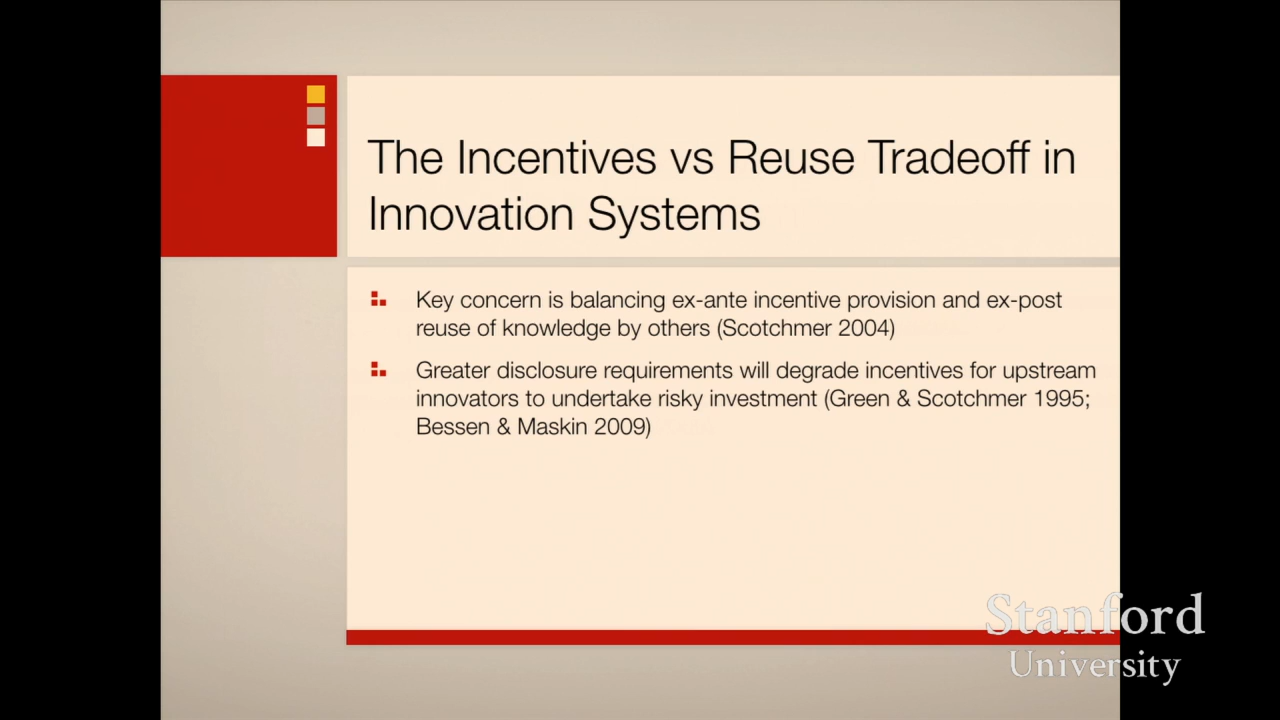 The Incentives vs Reuse Tradeoff in
Innovation Systems
Key concern is balancing ex-ante incentive provision and ex-post
reuse of knowledge by others (Scotchmer 2004)
Greater disclosure requirements will degrade incentives for upstream
innovators to undertake risky investment (Green & Scotchmer 1995;
Bessen & Maskin 2009)
Stanford
University